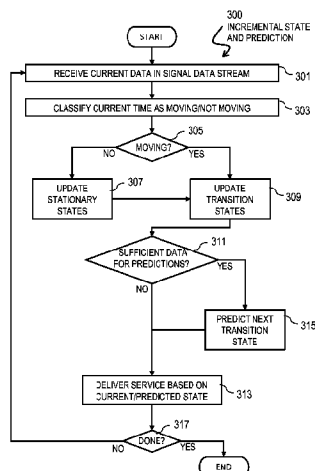 300
INCREMENTAL STATE
AND PREDICTION
START
RECEIVE CURRENT DATA IN SIGNAL DATA STREAM
301
CLASSIFY CURRENT TIME AS MOVING/NOT MOVING
303
305
MOVING?
NO
YES
UPDATE
STATIONARY
STATES
307
UPDATE
TRANSITION
STATES
309
311
SUFFICIENT DATA
FOR PREDICTIONS?
YES
NO
PREDICT NEXT
TRANSITION
STATE
315
DELIVER SERVICE BASED ON
CURRENT/PREDICTED STATE
313
317
DONE?
NO
YES
END